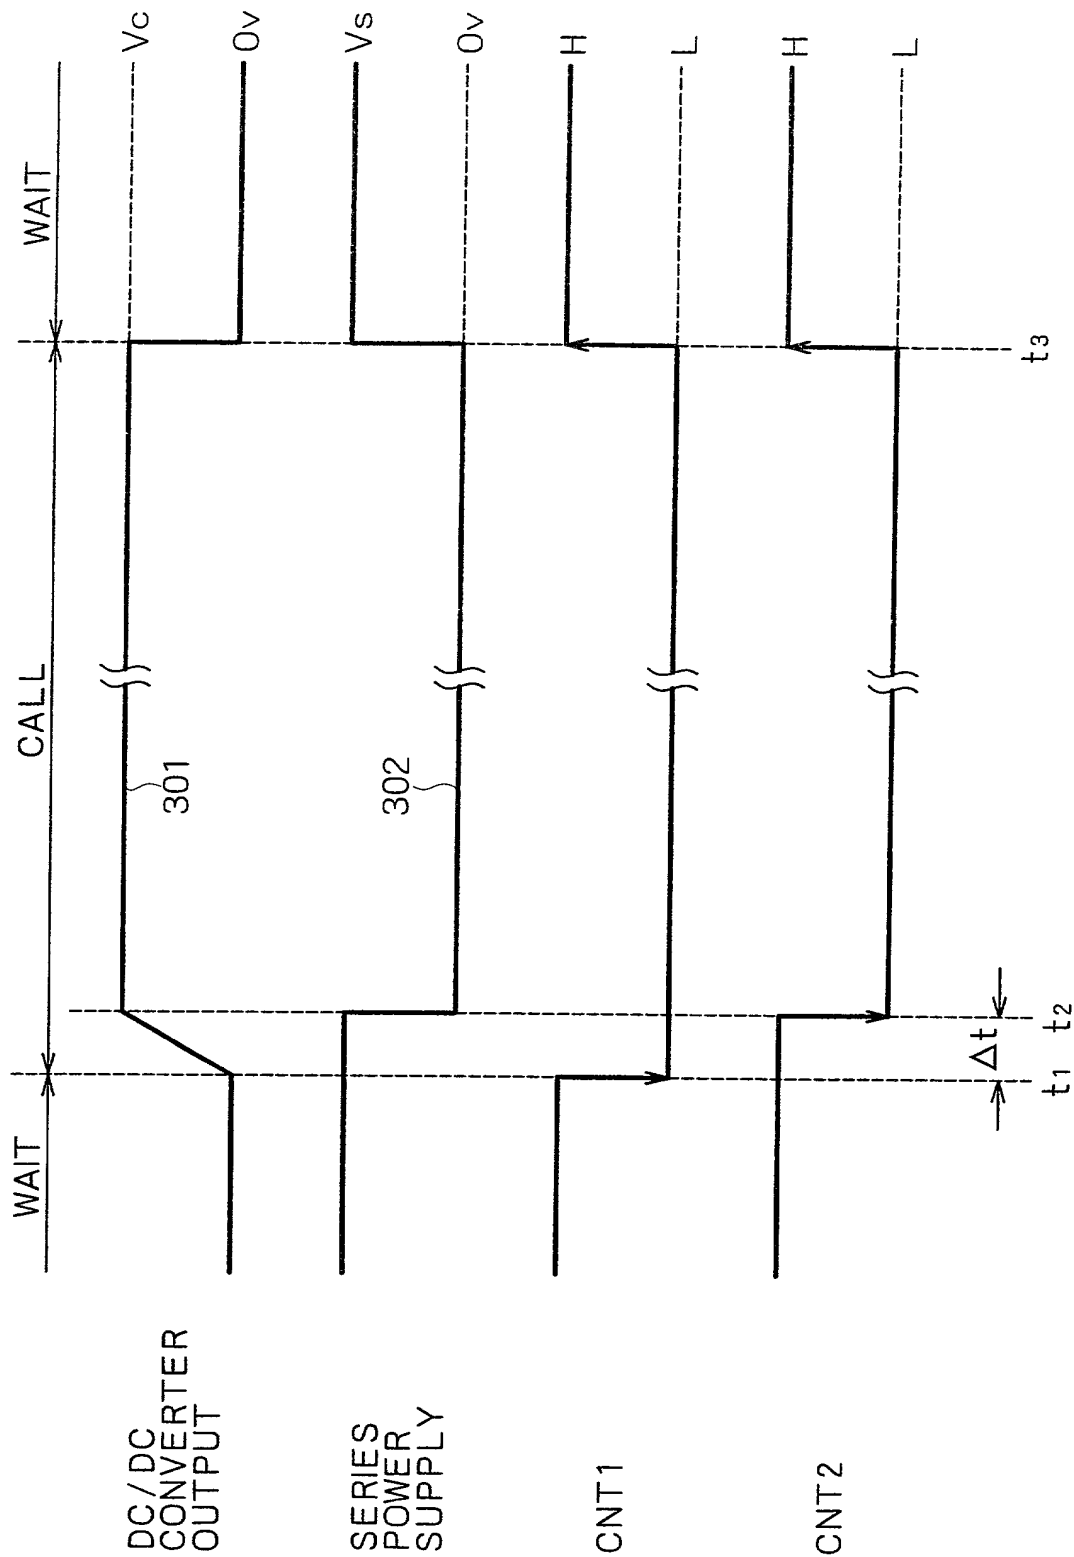 WAIT
CALL
WAIT
DC/DC
CONVERTER
OUTPUT
301
Vc
0v
SERIES
POWER
SUPPLY
302
Vs
0v
CNT1
H
L
CNT2
H
L
Δt
t1
t2
t3